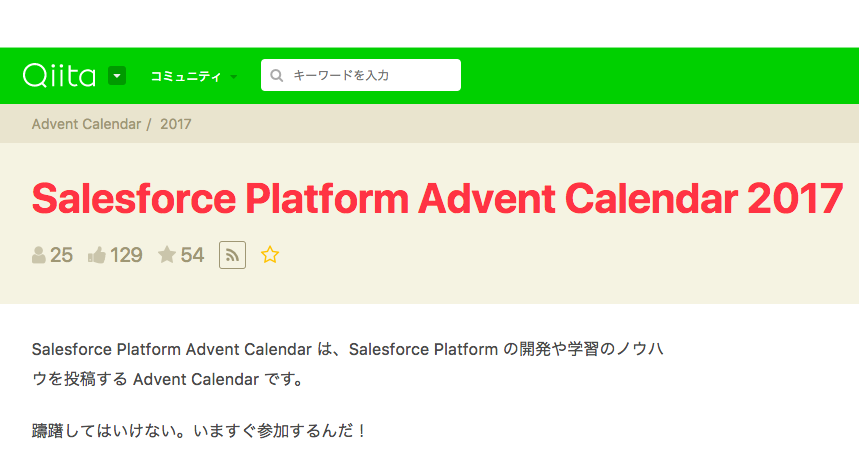 Qiita コミュニティ キーワードを入力
Advent Calendar / 2017
Salesforce Platform Advent Calendar 2017
25 129 54
Salesforce Platform Advent Calendar は、Salesforce Platform の開発や学習のノウハ
ウを投稿する Advent Calendar です。
躊躇してはいけない。いますぐ参加するんだ！